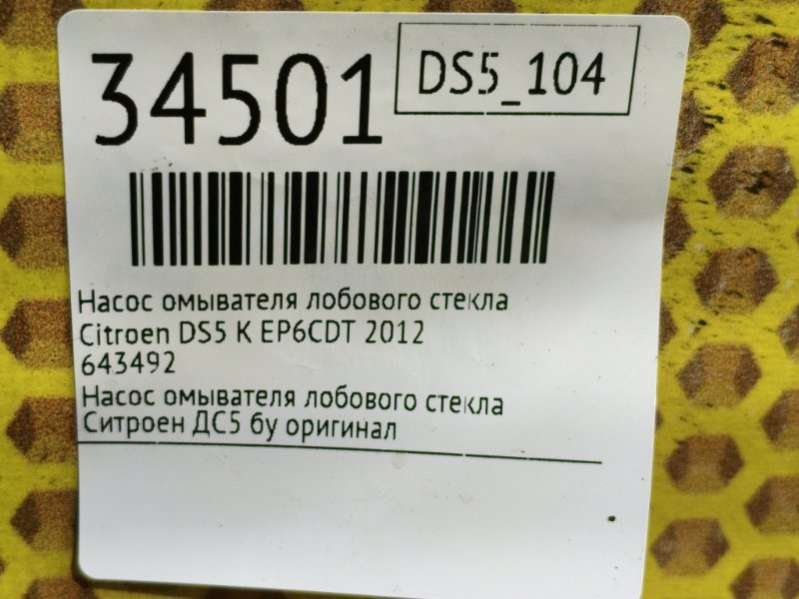 34501
DS5_104
Насос омывателя лобового стекла
Citroen DS5 K EP6CDT 2012
643492
Насос омывателя лобового стекла
Ситроен ДС5 бу оригинал